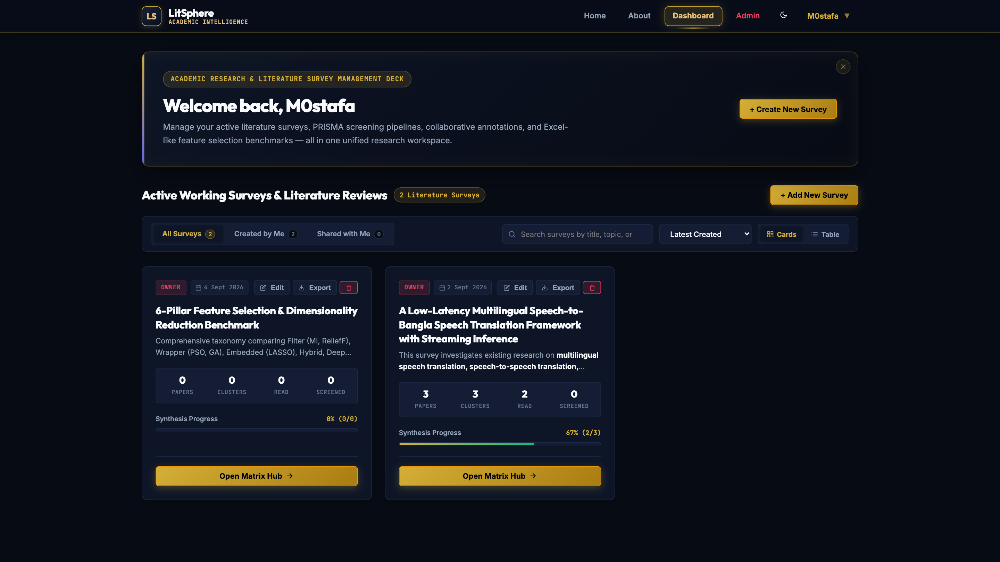 LS
LitSphere
ACADEMIC INTELLIGENCE
Home
About
Dashboard
Admin
M0stafa ▼
ACADEMIC RESEARCH & LITERATURE SURVEY MANAGEMENT DECK
Welcome back, M0stafa
Manage your active literature surveys, PRISMA screening pipelines, collaborative annotations, and Excel-
like feature selection benchmarks — all in one unified research workspace.
+ Create New Survey
Active Working Surveys & Literature Reviews
2 Literature Surveys
+ Add New Survey
All Surveys 2
Created by Me 2
Shared with Me 0
Search surveys by title, topic, or
Latest Created
Cards
Table
OWNER
4 Sept 2026
Edit
Export
6-Pillar Feature Selection & Dimensionality
Reduction Benchmark
Comprehensive taxonomy comparing Filter (MI, ReliefF),
Wrapper (PSO, GA), Embedded (LASSO), Hybrid, Deep...
0 0 0 0
PAPERS CLUSTERS READ SCREENED
Synthesis Progress 0% (0/0)
Open Matrix Hub →
OWNER
2 Sept 2026
Edit
Export
A Low-Latency Multilingual Speech-to-
Bangla Speech Translation Framework
with Streaming Inference
This survey investigates existing research on multilingual
speech translation, speech-to-speech translation,...
3 3 2 0
PAPERS CLUSTERS READ SCREENED
Synthesis Progress 67% (2/3)
Open Matrix Hub →